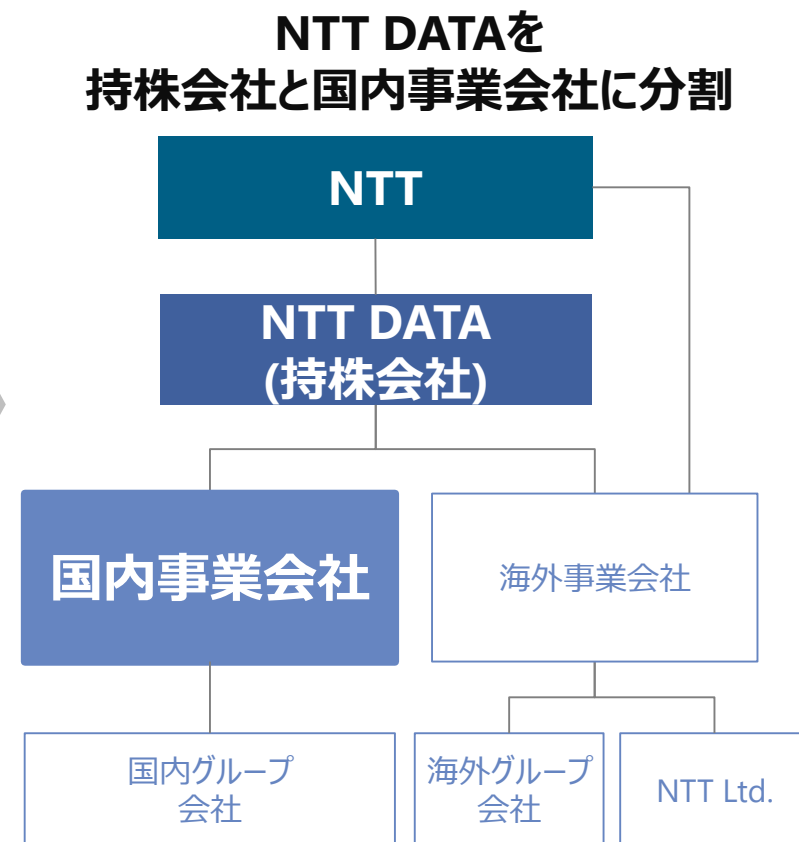 NTT DATAを
持株会社と国内事業会社に分割
NTT
NTT DATA
(持株会社)
国内事業会社
海外事業会社
国内グループ
会社
海外グループ
会社
NTT Ltd.